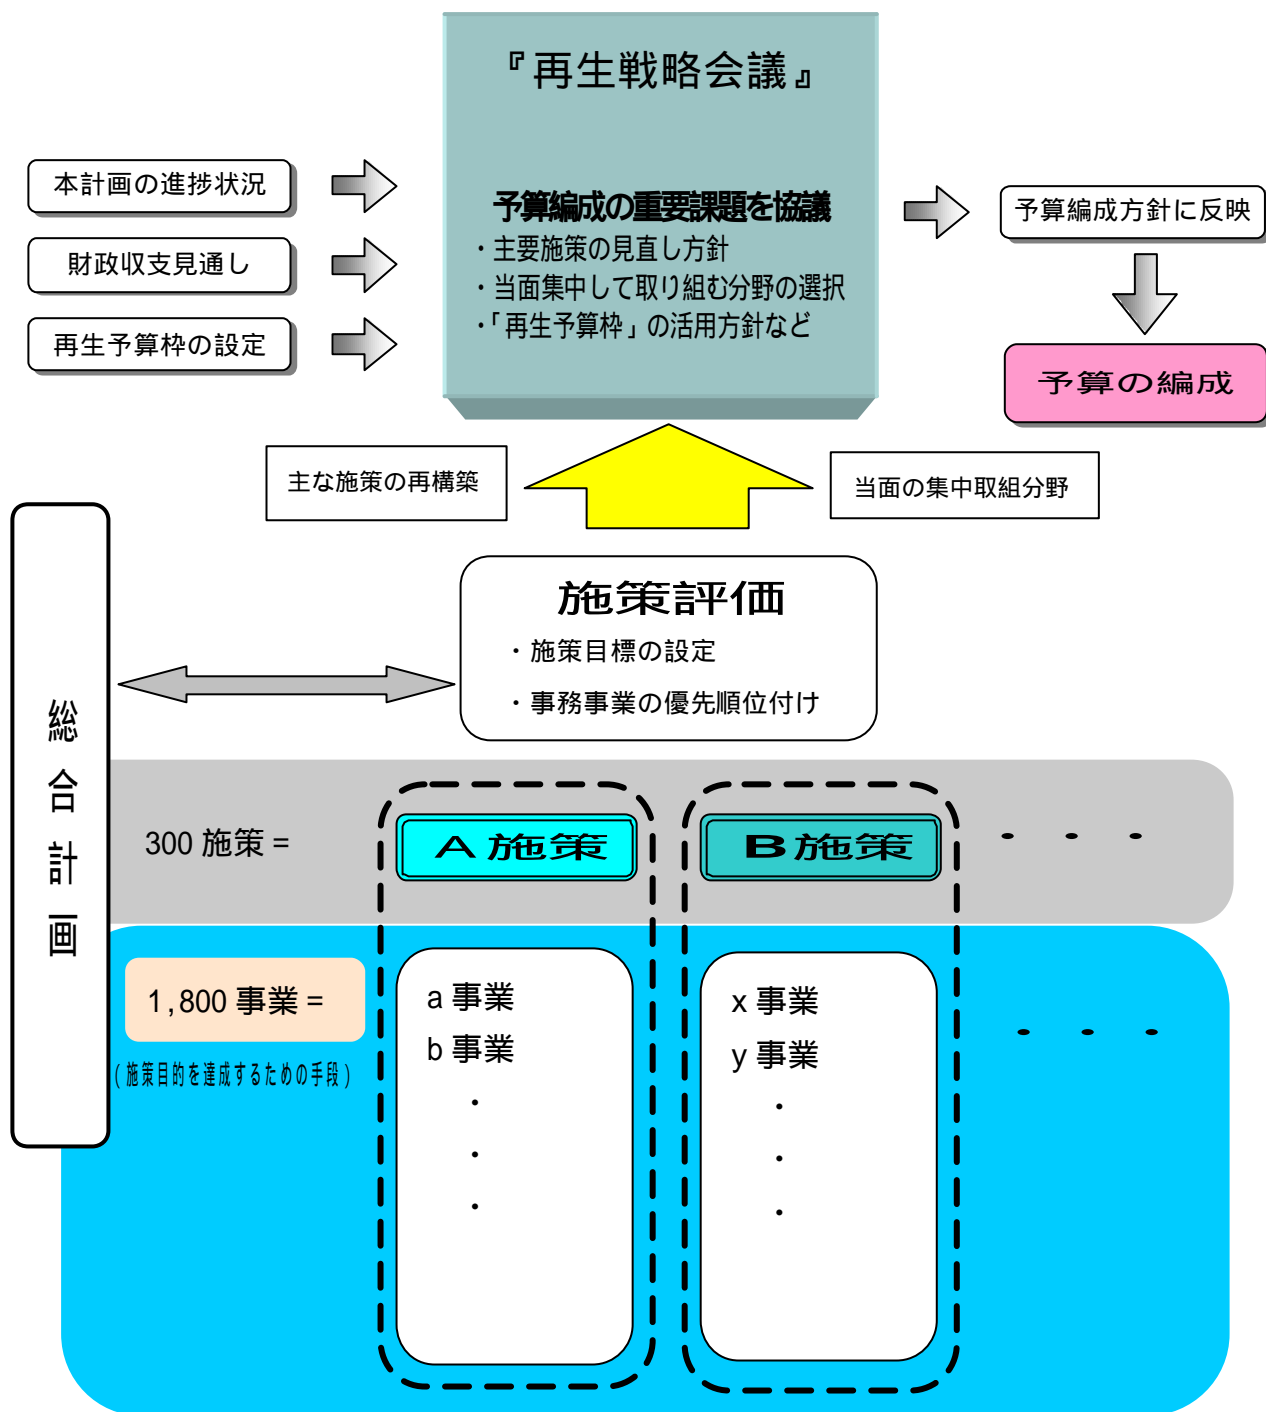 『再生戦略会議』
本計画の進捗状況
財政収支見通し
再生予算枠の設定
予算編成の重要課題を協議
・主要施策の見直し方針
・当面集中して取り組む分野の選択
・「再生予算枠」の活用方針など
予算編成方針に反映
予算の編成
主な施策の再構築
当面の集中取組分野
施策評価
・施策目標の設定
・事務事業の優先順位付け
総合計画
300 施策 =
A 施策
B 施策
・ ・ ・
1,800 事業 =
(施策目的を達成するための手段)
a 事業
b 事業
・
・
・
x 事業
y 事業
・
・
・
・ ・ ・